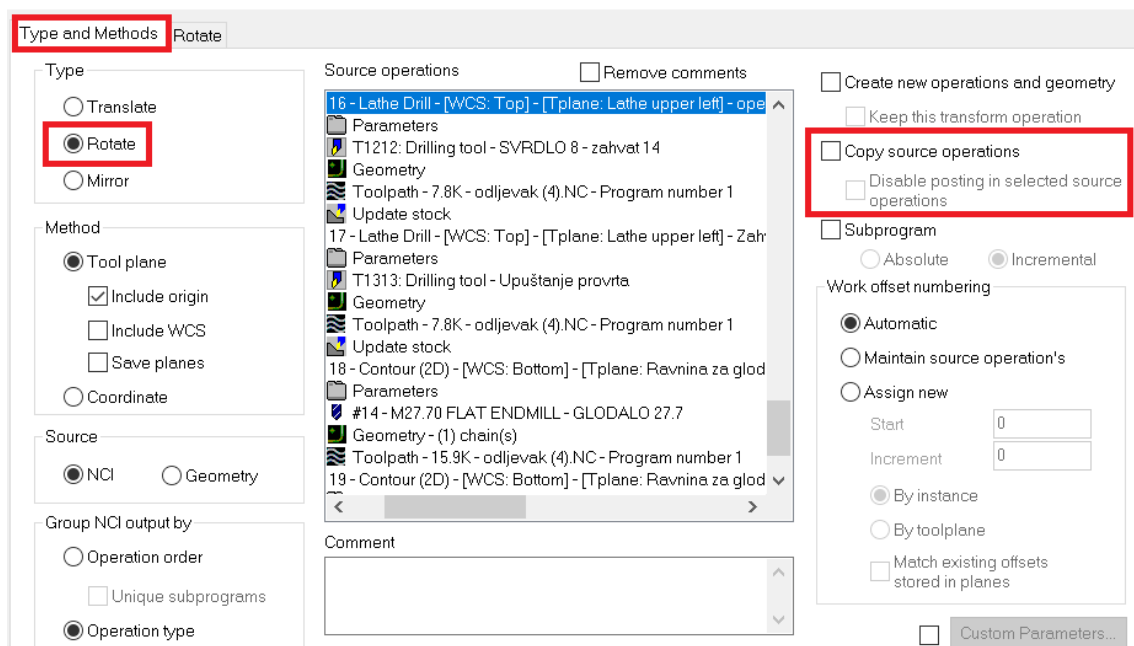 Type and Methods
Rotate
Type
Translate
Rotate
Mirror
Method
Tool plane
Include origin
Include WCS
Save planes
Coordinate
Source
NCI
Geometry
Group NCI output by
Operation order
Unique subprograms
Operation type
Source operations
Remove comments
16 - Lathe Drill - [WCS: Top] - [Tplane: Lathe upper left] - ope
Parameters
T1212: Drilling tool - SVRDLO 8 - zahvat 14
Geometry
Toolpath - 7.8K - odljevak (4).NC - Program number 1
Update stock
17 - Lathe Drill - [WCS: Top] - [Tplane: Lathe upper left] - Zah
Parameters
T1313: Drilling tool - Upuštanje provrta
Geometry
Toolpath - 7.8K - odljevak (4).NC - Program number 1
Update stock
18 - Contour (2D) - [WCS: Bottom] - [Tplane: Ravnina za glod
Parameters
#14 - M27.70 FLAT ENDMILL - GLODALO 27.7
Geometry - (1) chain(s)
Toolpath - 15.9K - odljevak (4).NC - Program number 1
19 - Contour (2D) - [WCS: Bottom] - [Tplane: Ravnina za glod
Comment
Create new operations and geometry
Keep this transform operation
Copy source operations
Disable posting in selected source
operations
Subprogram
Absolute
Incremental
Work offset numbering
Automatic
Maintain source operation's
Assign new
Start
0
Increment
0
By instance
By toolplane
Match existing offsets
stored in planes
Custom Parameters...